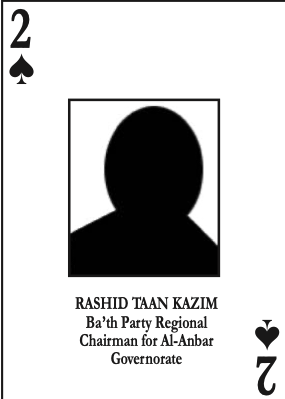 2
RASHID TAAN KAZIM
Ba'th Party Regional
Chairman for Al-Anbar
Governorate
2